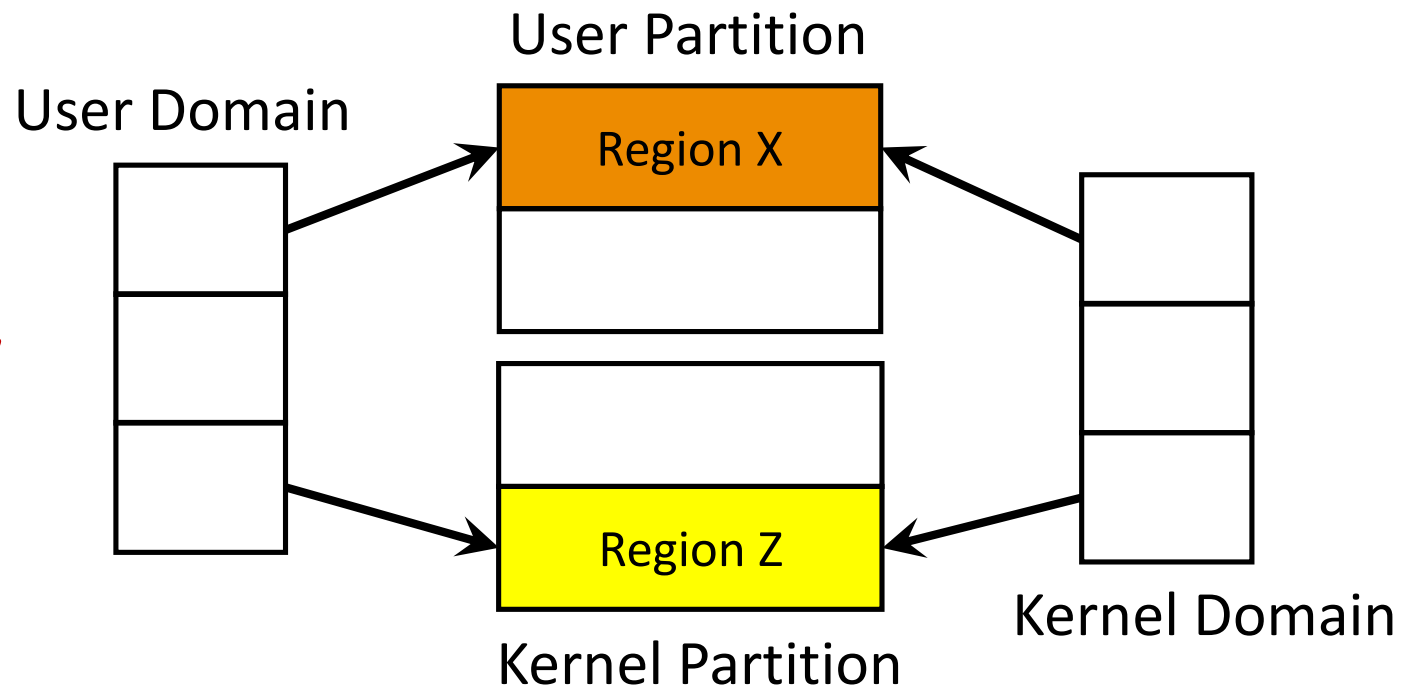 User Partition
User Domain
Region X
Region Z
Kernel Domain
Kernel Partition